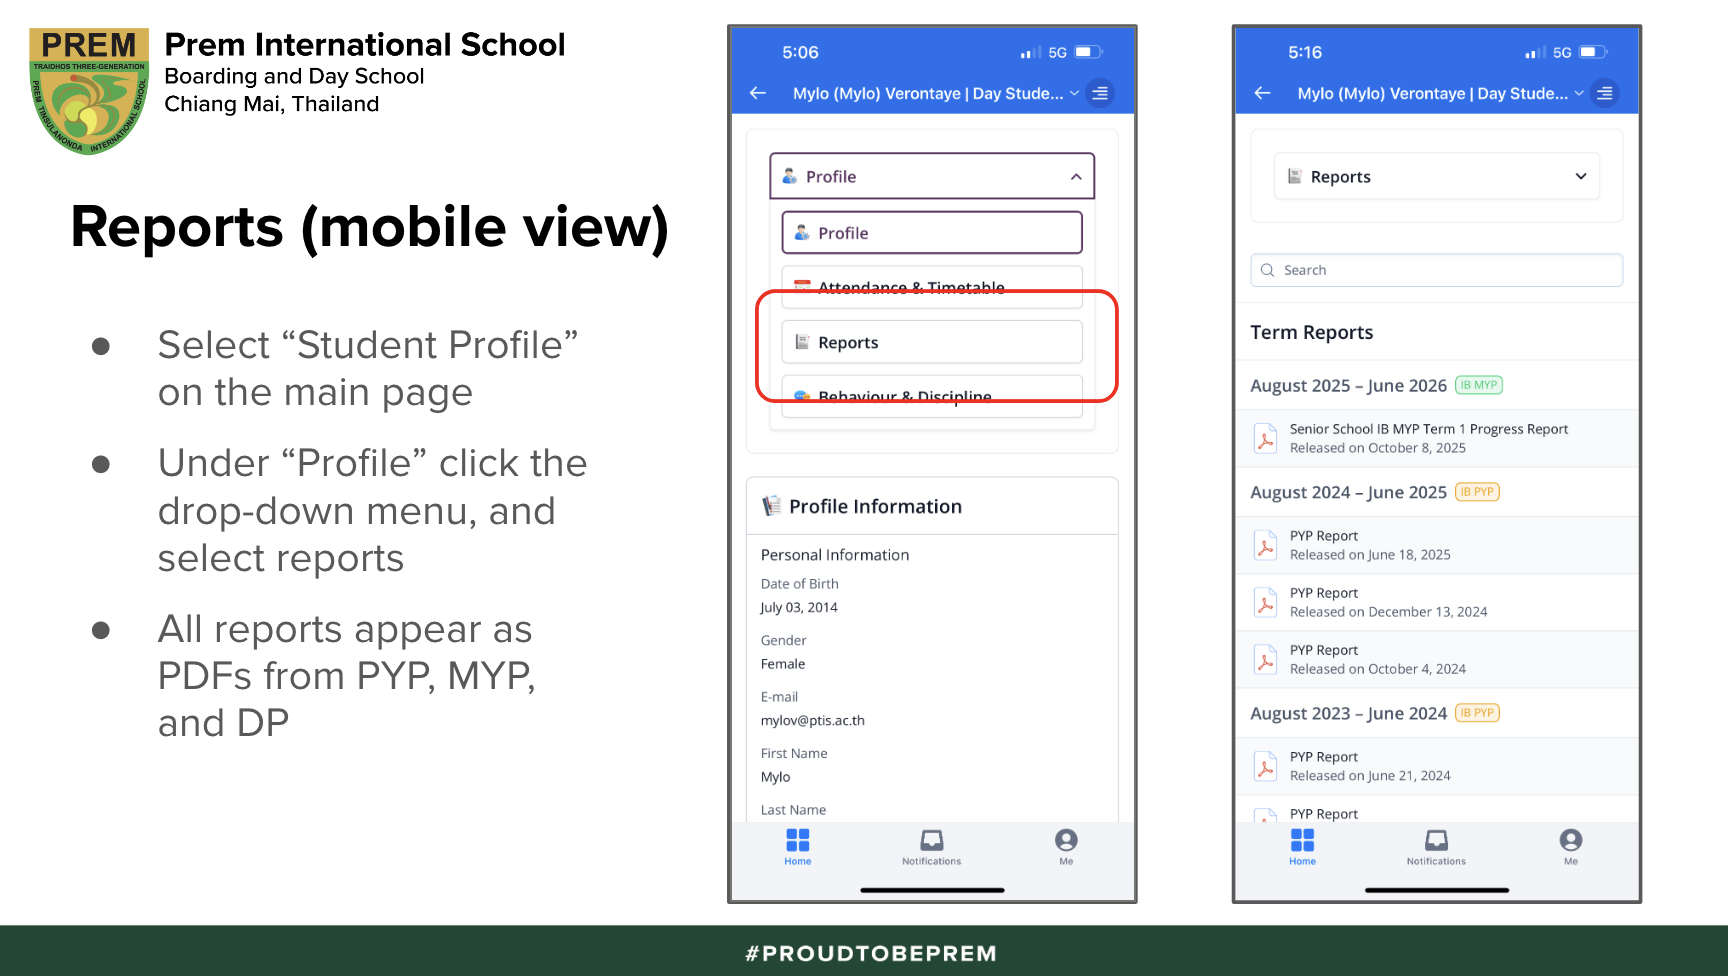 PREM
TRAIDHOS THREE-GENERATION
PREM TINSULANONDA INTERNATIONAL SCHOOL
Prem International School
Boarding and Day School
Chiang Mai, Thailand
Reports (mobile view)
● Select “Student Profile”
on the main page
● Under “Profile” click the
drop-down menu, and
select reports
● All reports appear as
PDFs from PYP, MYP,
and DP
5:06
5G
Mylo (Mylo) Verontaye | Day Stude...
Profile
Profile
Attendance & Timetable
Reports
Behaviour & Discipline
Profile Information
Personal Information
Date of Birth
July 03, 2014
Gender
Female
E-mail
mylov@ptis.ac.th
First Name
Mylo
Last Name
Home
Notifications
Me
5:16
5G
Mylo (Mylo) Verontaye | Day Stude...
Reports
Search
Term Reports
August 2025 – June 2026 IB MYP
Senior School IB MYP Term 1 Progress Report
Released on October 8, 2025
August 2024 – June 2025 IB PYP
PYP Report
Released on June 18, 2025
PYP Report
Released on December 13, 2024
PYP Report
Released on October 4, 2024
August 2023 – June 2024 IB PYP
PYP Report
Released on June 21, 2024
PYP Report
Home
Notifications
Me
#PROUDTOBEPREM